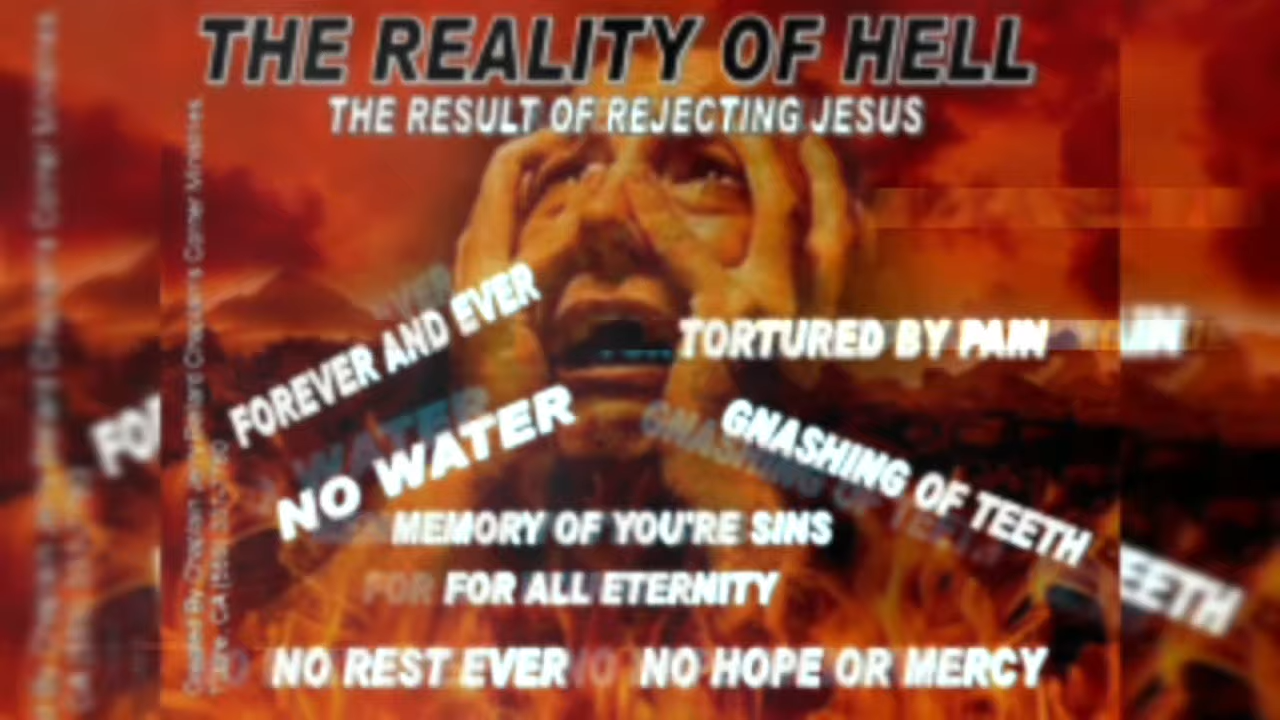 THE REALITY OF HELL
THE RESULT OF REJECTING JESUS
FOREVER AND EVER
TORTURED BY PAIN
NO WATER
GNASHING OF TEETH
MEMORY OF YOU'RE SINS
FOR ALL ETERNITY
NO REST EVER
NO HOPE OR MERCY